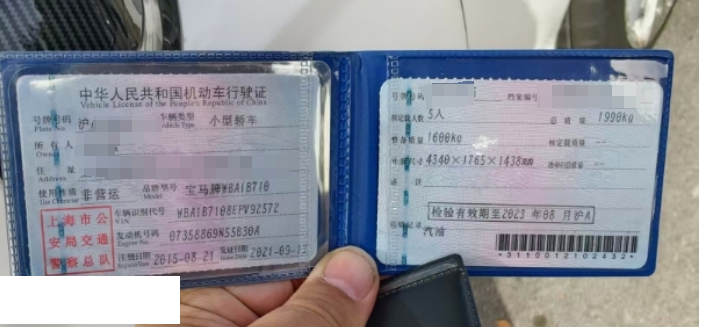 中华人民共和国机动车行驶证
Vehicle License of the People's Republic of China
号牌号码 沪A 车辆类型 小型轿车
Plate No. Vehicle Type
所有人
Owner
住 址
使用性质 非营运 品牌型号 宝马牌WBA1B710
Use Character Model
车辆识别代号 WBA1B7108EPV92572
VIN
发动机号码 07358869N55B30A
Engine No.
注册日期 2015-08-21 发证日期 2021-09-
Issue Date
上海市公
安局交通
警察总队
号牌号码 档案编号
核定载人数 5人 总质量 1990kg
整备质量 1600kg 核定载质量 --
外廓尺寸 4340×1765×1438mm 准牵引总质量 --
备 注
检验有效期至2023 年08 月沪A
检验记录
汽油
*3110012102432*